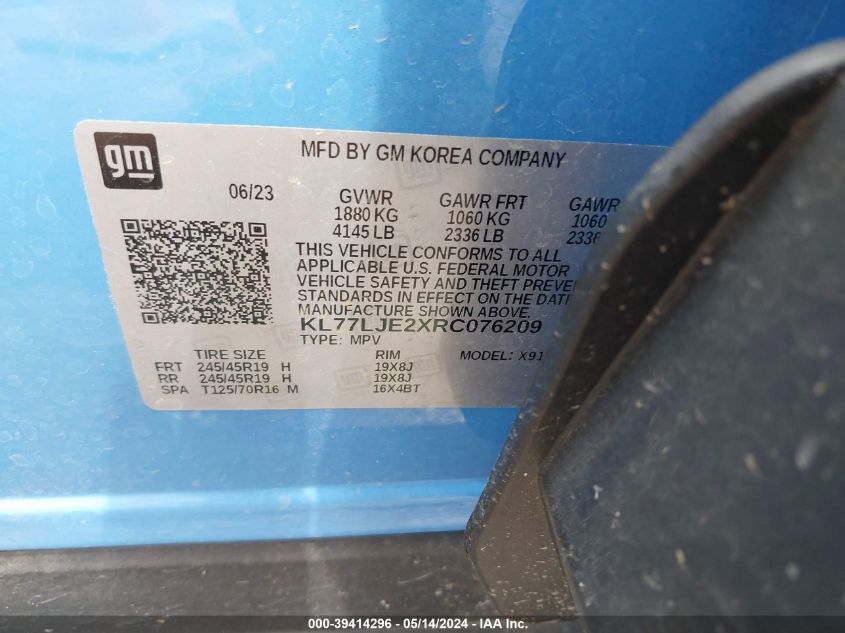 gm
MFD BY GM KOREA COMPANY
06/23
GVWR GAWR FRT GAWR
1880 KG 1060 KG 1060
4145 LB 2336 LB 2336
THIS VEHICLE CONFORMS TO ALL
APPLICABLE U.S. FEDERAL MOTOR
VEHICLE SAFETY AND THEFT PREVE
STANDARDS IN EFFECT ON THE DATE
MANUFACTURE SHOWN ABOVE.
KL77LJE2XRC076209
TYPE: MPV MODEL: X91
TIRE SIZE RIM
FRT 245/45R19 H 19X8J
RR 245/45R19 H 19X8J
SPA T125/70R16 M 16X4BT
000-39414296 - 05/14/2024 - IAA Inc.